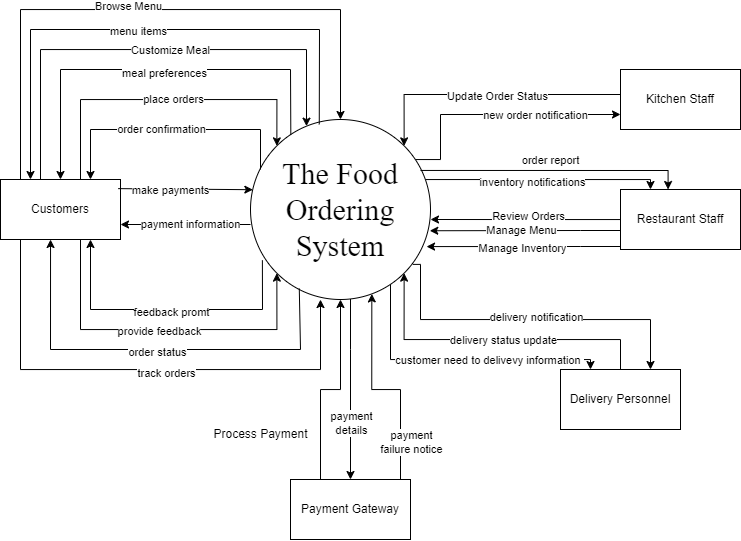 Browse Menu
menu items
Customize Meal
meal preferences
place orders
order confirmation
make payments
payment information
Customers
feedback promt
provide feedback
order status
track orders
The Food
Ordering
System
Update Order Status
new order notification
Kitchen Staff
order report
inventory notifications
Review Orders
Manage Menu
Manage Inventory
Restaurant Staff
delivery notification
delivery status update
customer need to delivevy information
Delivery Personnel
Process Payment
payment
details
payment
failure notice
Payment Gateway